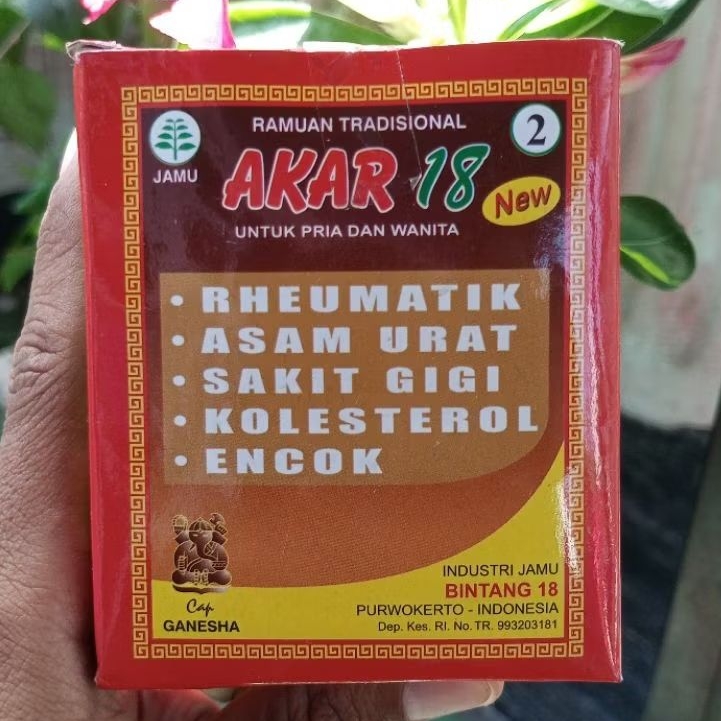 RAMUAN TRADISIONAL
2
JAMU
AKAR 18
New
UNTUK PRIA DAN WANITA
• RHEUMATIK
• ASAM URAT
• SAKIT GIGI
• KOLESTEROL
• ENCOK
Cap
GANESHA
INDUSTRI JAMU
BINTANG 18
PURWOKERTO - INDONESIA
Dep. Kes. RI. No. TR. 993203181